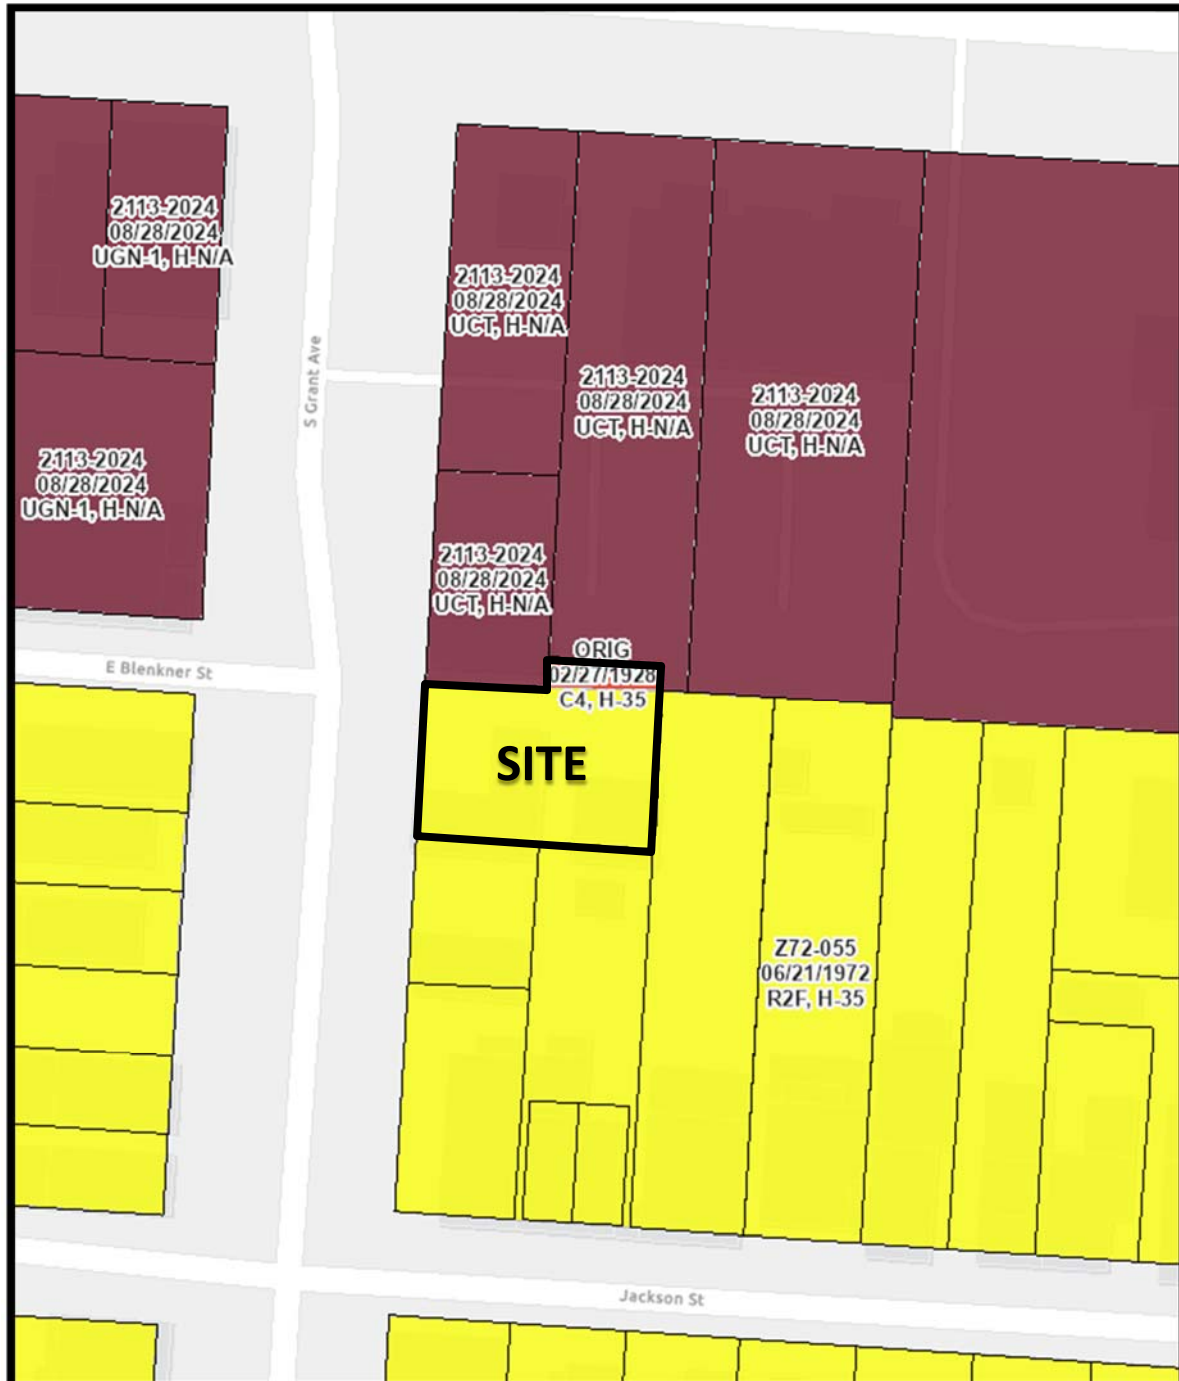 2113-2024
08/28/2024
UGN-1, H-N/A
2113-2024
08/28/2024
UCT, H-N/A
S Grant Ave
2113-2024
08/28/2024
UCT, H-N/A
2113-2024
08/28/2024
UCT, H-N/A
2113-2024
08/28/2024
UGN-1, H-N/A
2113-2024
08/28/2024
UCT, H-N/A
ORIG
02/27/1928
C4, H-35
E Blenkner St
SITE
Z72-055
06/21/1972
R2F, H-35
Jackson St